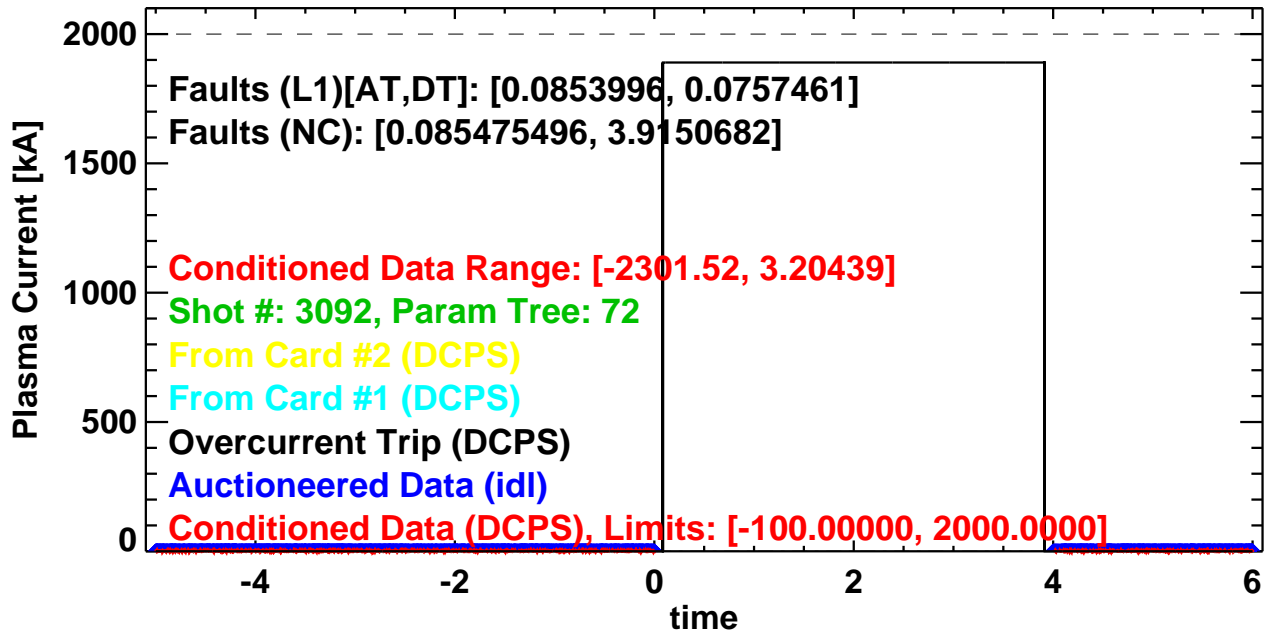 2000
Faults (L1)[AT,DT]: [0.0853996, 0.0757461]
Faults (NC): [0.085475496, 3.9150682]
1500
Plasma Current [kA]
Conditioned Data Range: [-2301.52, 3.20439]
1000
Shot #: 3092, Param Tree: 72
From Card #2 (DCPS)
From Card #1 (DCPS)
500
Overcurrent Trip (DCPS)
Auctioneered Data (idl)
Conditioned Data (DCPS), Limits: [-100.00000, 2000.0000]
0
-4 -2 0 2 4 6
time